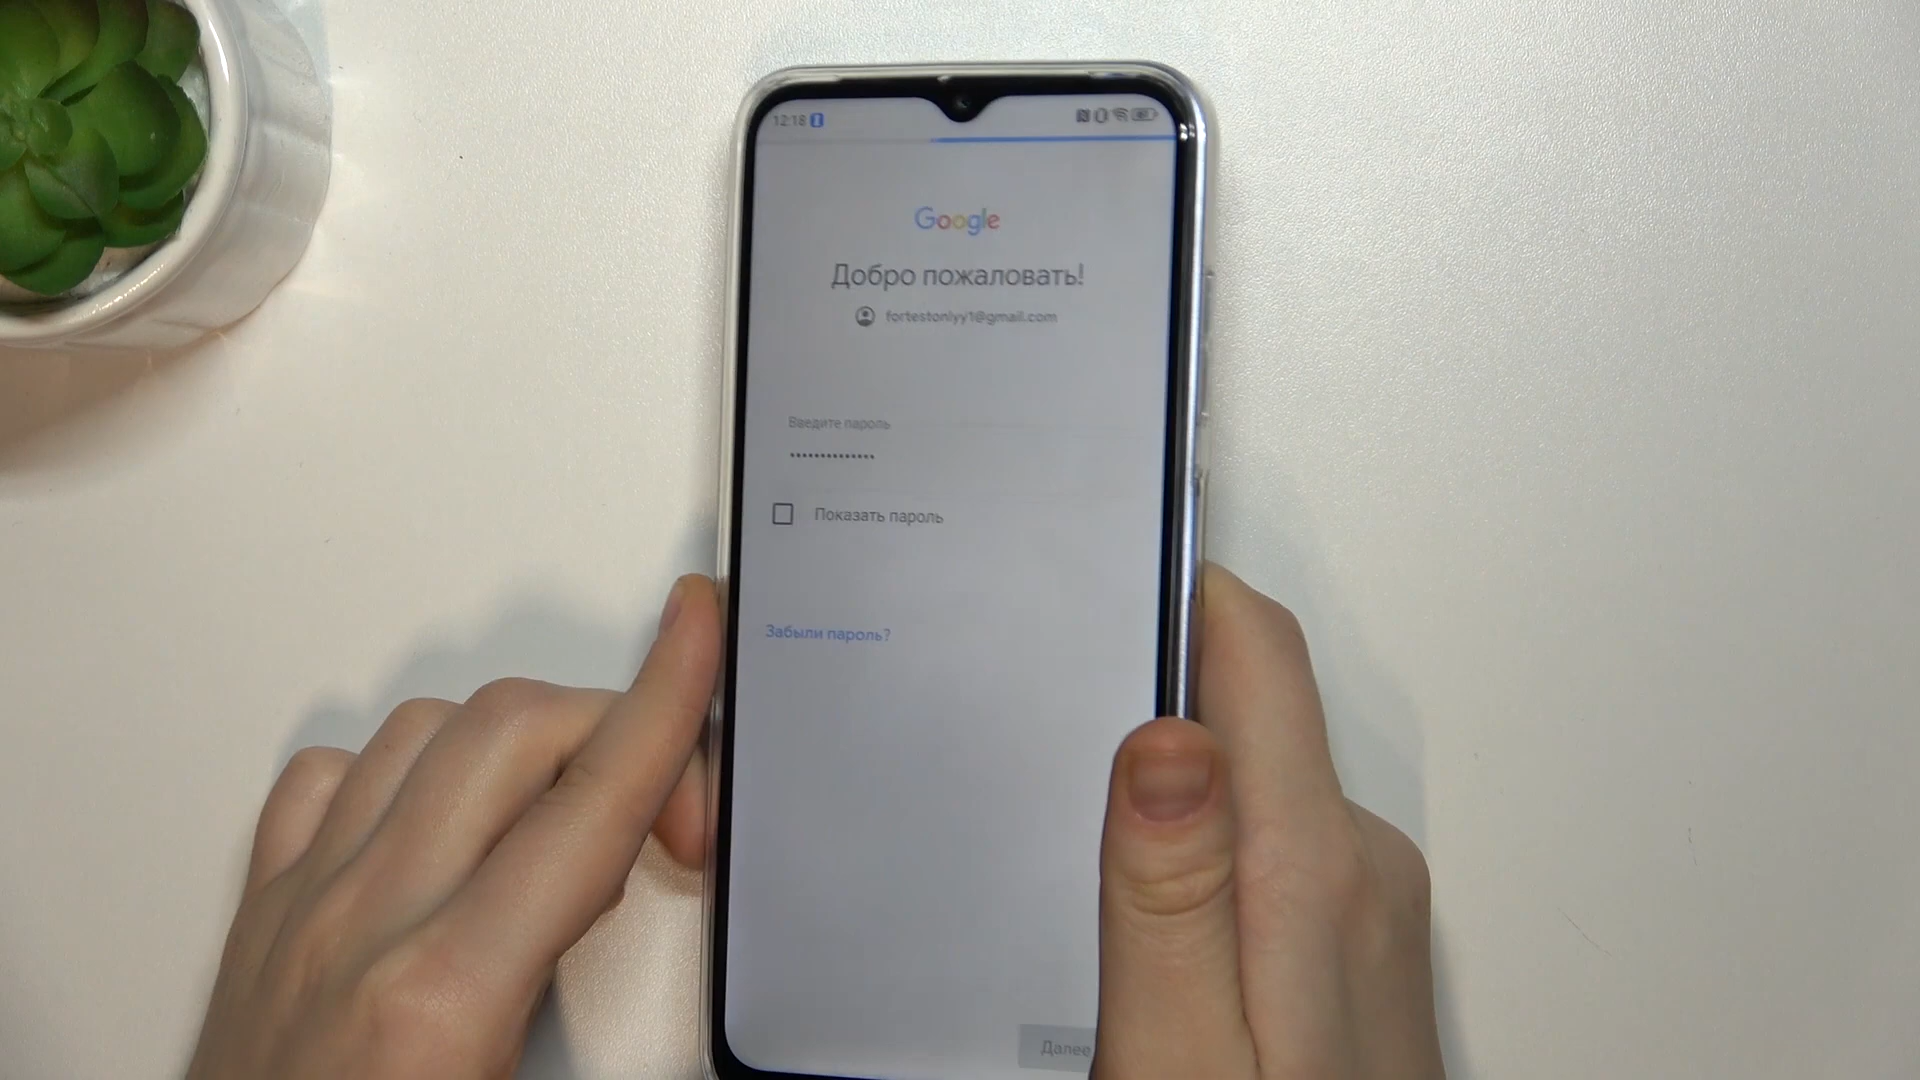 12:18
Google
Добро пожаловать!
fortestonlyy1@gmail.com
Введите пароль
••••••••••••••
Показать пароль
Забыли пароль?
Далее